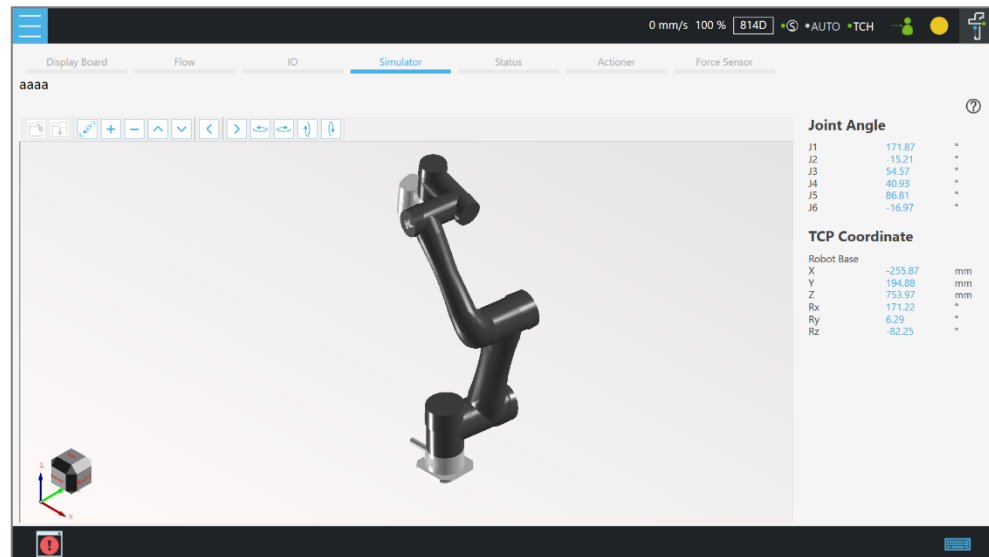 0 mm/s 100 % 814D S AUTO TCH
Display Board Flow IO Simulator Status Actioner Force Sensor
aaaa
Joint Angle
J1 171.87 °
J2 -15.21 °
J3 54.57 °
J4 40.93 °
J5 86.81 °
J6 -16.97 °
TCP Coordinate
Robot Base
X -255.87 mm
Y 194.88 mm
Z 753.97 mm
Rx 171.22 °
Ry 6.29 °
Rz -82.25 °
x